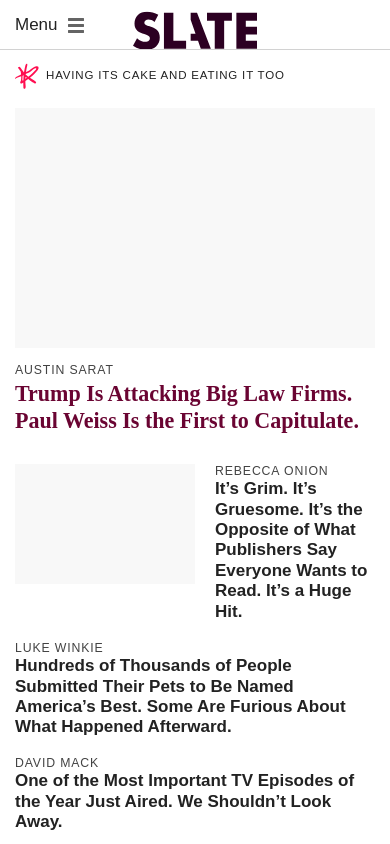 Menu
SLATE
HAVING ITS CAKE AND EATING IT TOO
AUSTIN SARAT
Trump Is Attacking Big Law Firms.
Paul Weiss Is the First to Capitulate.
REBECCA ONION
It’s Grim. It’s
Gruesome. It’s the
Opposite of What
Publishers Say
Everyone Wants to
Read. It’s a Huge
Hit.
LUKE WINKIE
Hundreds of Thousands of People
Submitted Their Pets to Be Named
America’s Best. Some Are Furious About
What Happened Afterward.
DAVID MACK
One of the Most Important TV Episodes of
the Year Just Aired. We Shouldn’t Look
Away.